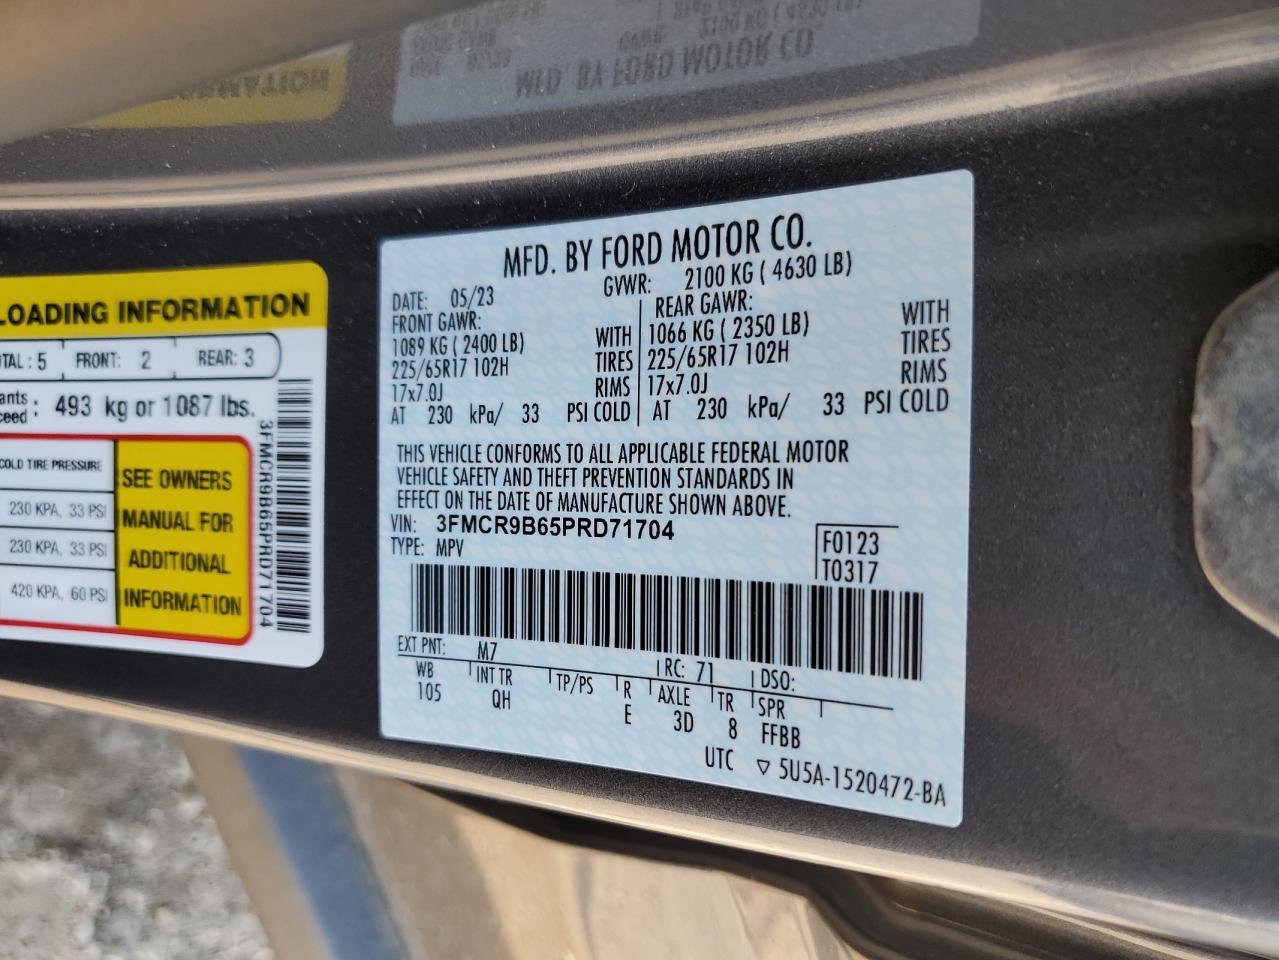 LOADING INFORMATION
TAL : 5 FRONT: 2 REAR: 3
ants
ceed : 493 kg or 1087 lbs.
COLD TIRE PRESSURE
230 KPA, 33 PSI
230 KPA, 33 PSI
420 KPA, 60 PSI
SEE OWNERS
MANUAL FOR
ADDITIONAL
INFORMATION
3FMCR9B65PRD71704
MFD. BY FORD MOTOR CO.
DATE: 05/23 GVWR: 2100 KG ( 4630 LB)
FRONT GAWR: REAR GAWR:
1089 KG ( 2400 LB) WITH 1066 KG ( 2350 LB) WITH
225/65R17 102H TIRES 225/65R17 102H TIRES
17x7.0J RIMS 17x7.0J RIMS
AT 230 kPa/ 33 PSI COLD AT 230 kPa/ 33 PSI COLD
THIS VEHICLE CONFORMS TO ALL APPLICABLE FEDERAL MOTOR
VEHICLE SAFETY AND THEFT PREVENTION STANDARDS IN
EFFECT ON THE DATE OF MANUFACTURE SHOWN ABOVE.
VIN: 3FMCR9B65PRD71704
TYPE: MPV
F0123
T0317
EXT PNT: M7 RC: 71 DSO:
WB INT TR TP/PS R AXLE TR SPR
105 QH E 3D 8 FFBB
UTC ▽ 5U5A-1520472-BA